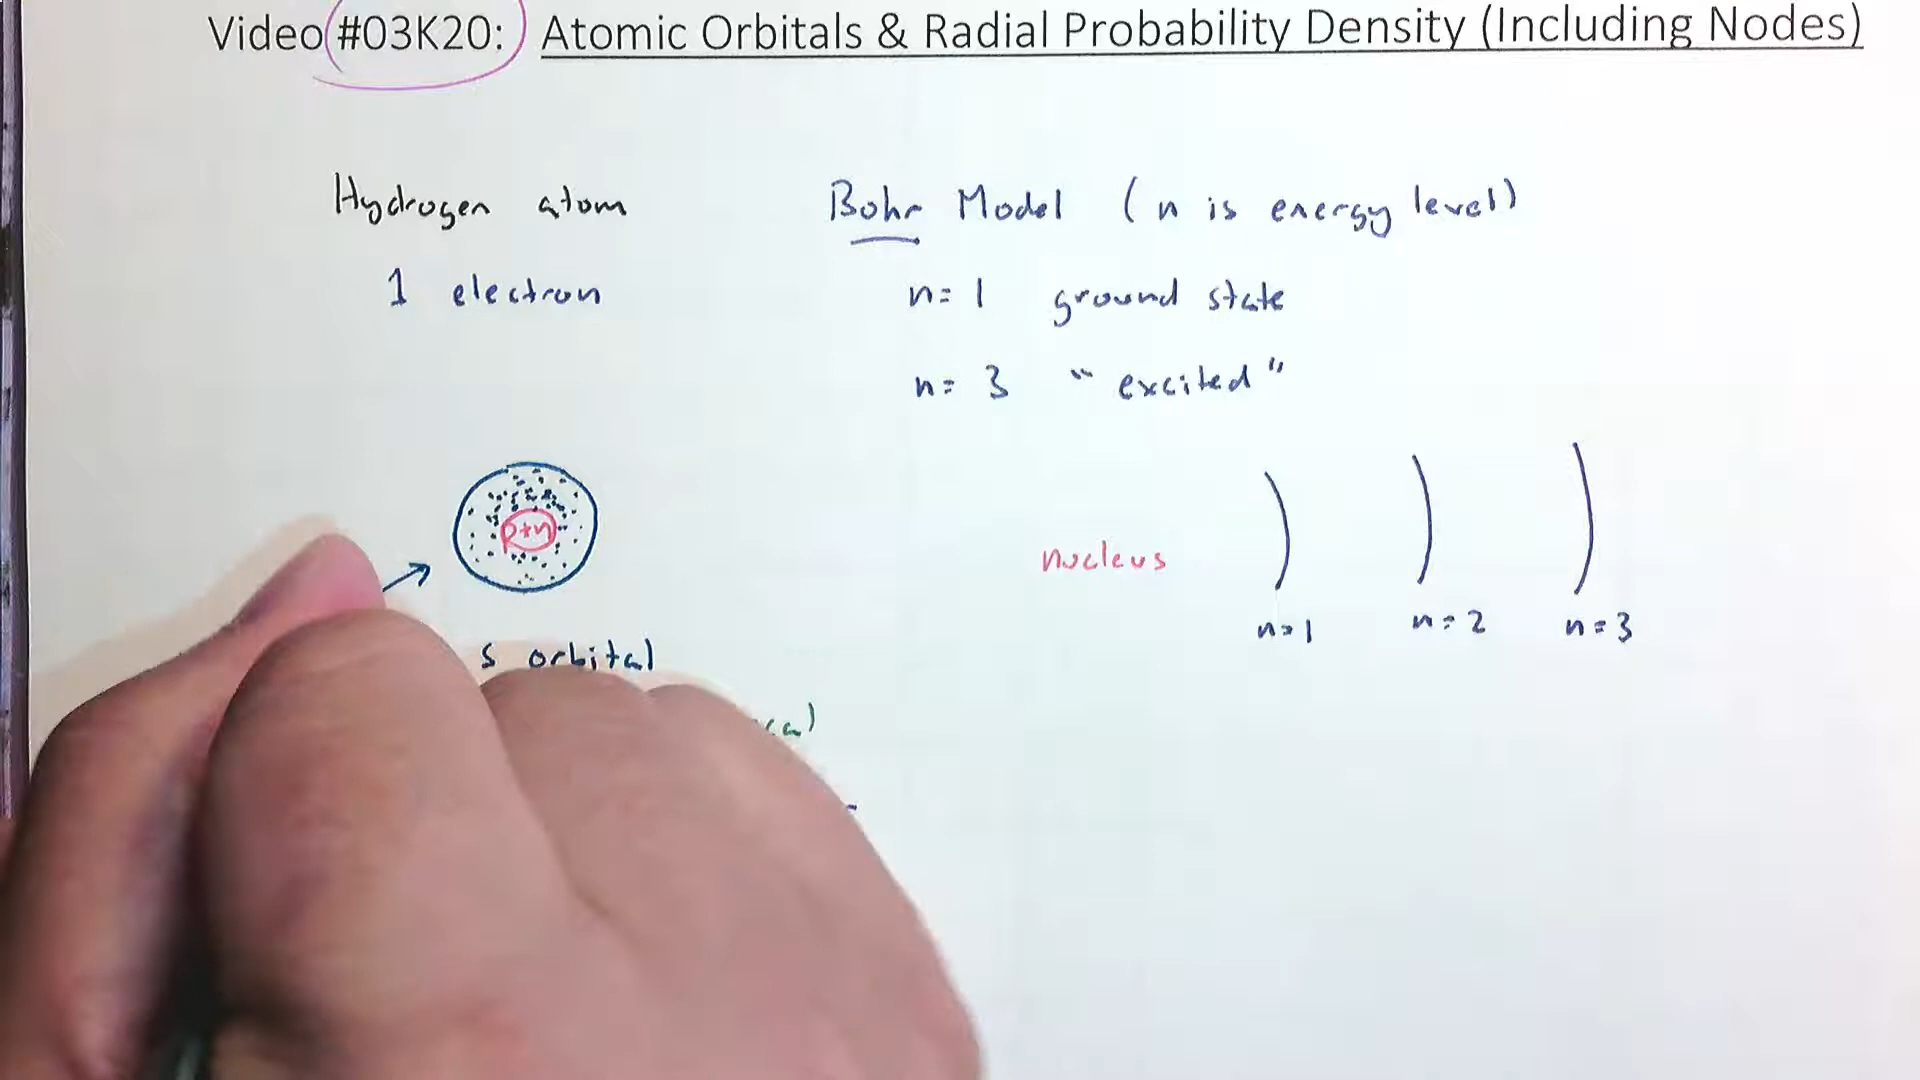 Video #03K20: Atomic Orbitals & Radial Probability Density (Including Nodes)
Hydrogen atom
1 electron
Bohr Model (n is energy level)
n = 1 ground state
n = 3 "excited"
p+n
nucleus
n=1
n=2
n=3
s orbital